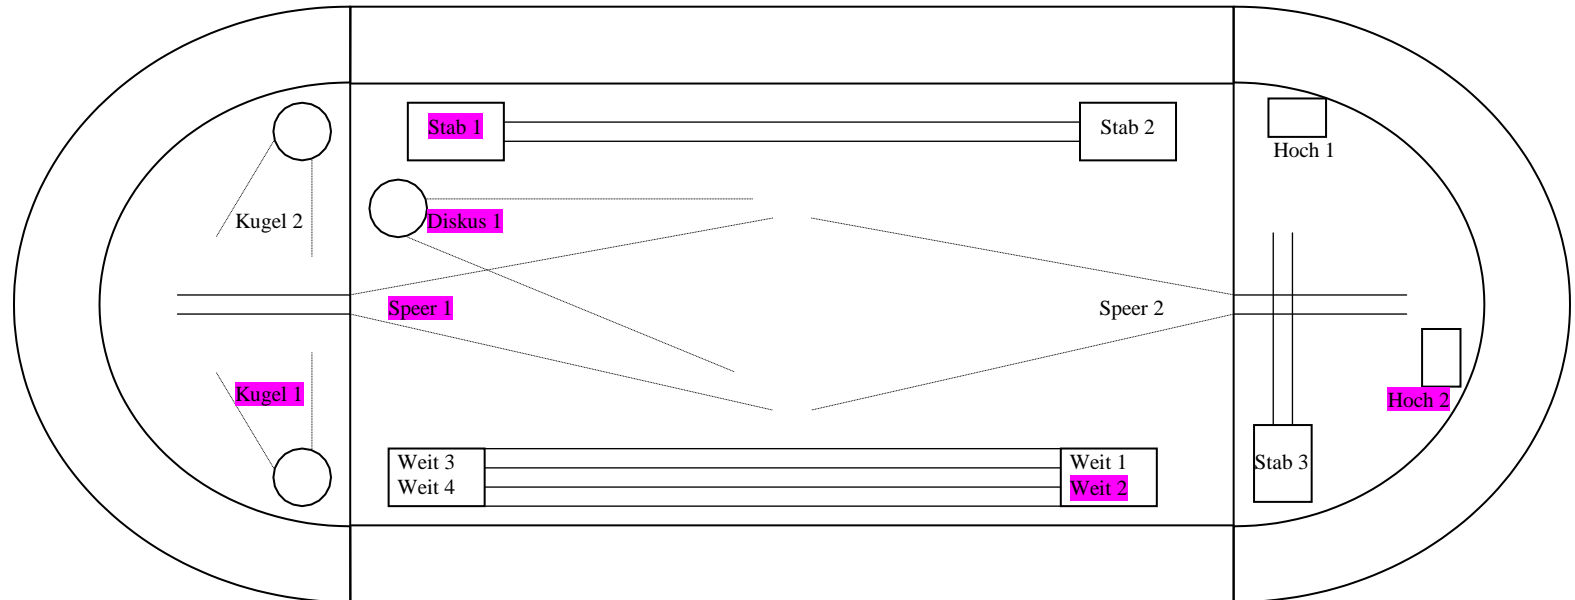 Stab 1
Stab 2
Hoch 1
Kugel 2
Diskus 1
Speer 1
Speer 2
Kugel 1
Hoch 2
Weit 3
Weit 4
Weit 1
Weit 2
Stab 3